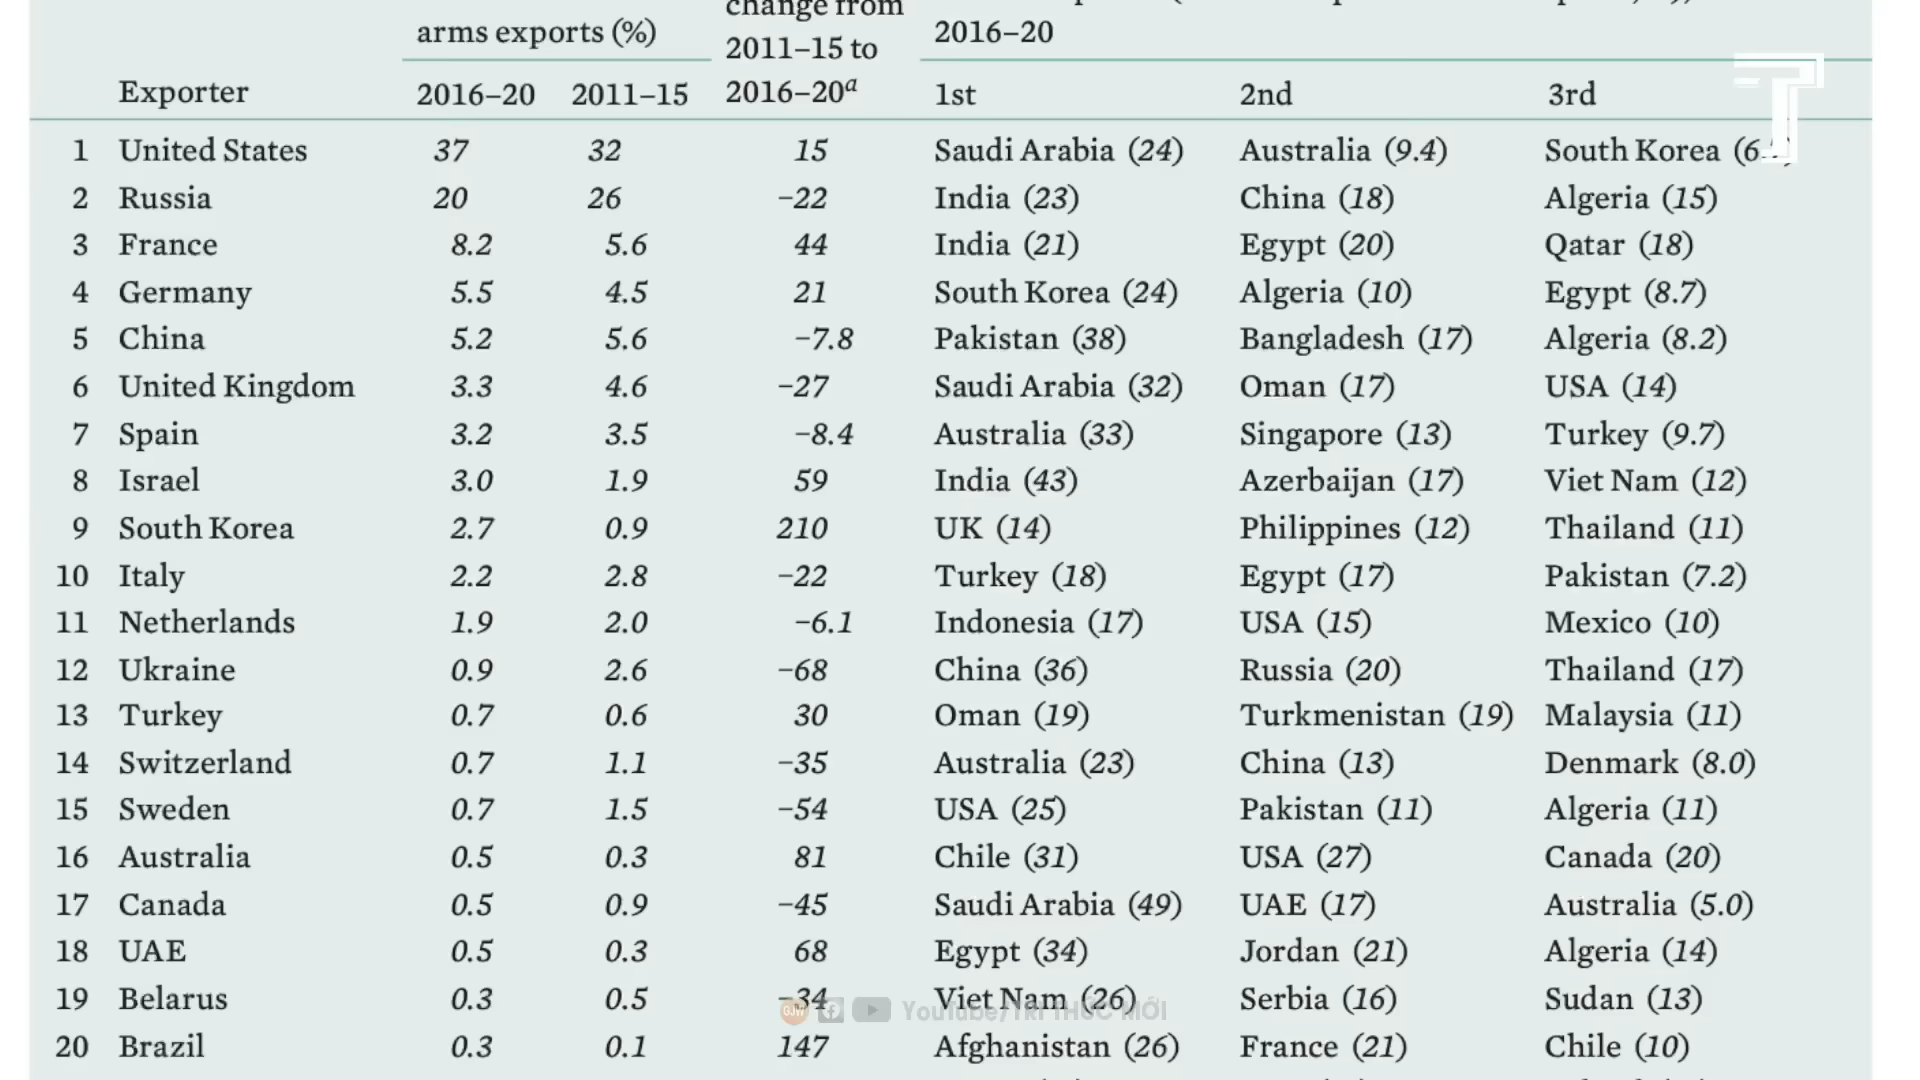 change from
arms exports (%) 2011–15 to 2016–20
Exporter 2016–20 2011–15 2016–20a 1st 2nd 3rd
1 United States 37 32 15 Saudi Arabia (24) Australia (9.4) South Korea
2 Russia 20 26 −22 India (23) China (18) Algeria (15)
3 France 8.2 5.6 44 India (21) Egypt (20) Qatar (18)
4 Germany 5.5 4.5 21 South Korea (24) Algeria (10) Egypt (8.7)
5 China 5.2 5.6 −7.8 Pakistan (38) Bangladesh (17) Algeria (8.2)
6 United Kingdom 3.3 4.6 −27 Saudi Arabia (32) Oman (17) USA (14)
7 Spain 3.2 3.5 −8.4 Australia (33) Singapore (13) Turkey (9.7)
8 Israel 3.0 1.9 59 India (43) Azerbaijan (17) Viet Nam (12)
9 South Korea 2.7 0.9 210 UK (14) Philippines (12) Thailand (11)
10 Italy 2.2 2.8 −22 Turkey (18) Egypt (17) Pakistan (7.2)
11 Netherlands 1.9 2.0 −6.1 Indonesia (17) USA (15) Mexico (10)
12 Ukraine 0.9 2.6 −68 China (36) Russia (20) Thailand (17)
13 Turkey 0.7 0.6 30 Oman (19) Turkmenistan (19) Malaysia (11)
14 Switzerland 0.7 1.1 −35 Australia (23) China (13) Denmark (8.0)
15 Sweden 0.7 1.5 −54 USA (25) Pakistan (11) Algeria (11)
16 Australia 0.5 0.3 81 Chile (31) USA (27) Canada (20)
17 Canada 0.5 0.9 −45 Saudi Arabia (49) UAE (17) Australia (5.0)
18 UAE 0.5 0.3 68 Egypt (34) Jordan (21) Algeria (14)
19 Belarus 0.3 0.5 −34 Viet Nam (26) Serbia (16) Sudan (13)
YouTube/TRI THỨC MỚI
20 Brazil 0.3 0.1 147 Afghanistan (26) France (21) Chile (10)